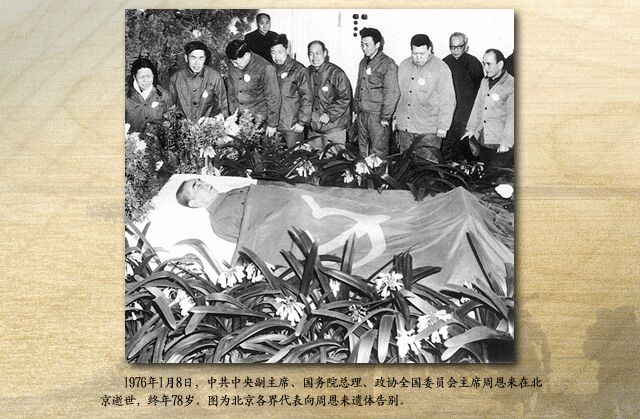 1976年1月8日，中共中央副主席、国务院总理、政协全国委员会主席周恩来在北
京逝世，终年78岁。图为北京各界代表向周恩来遗体告别。